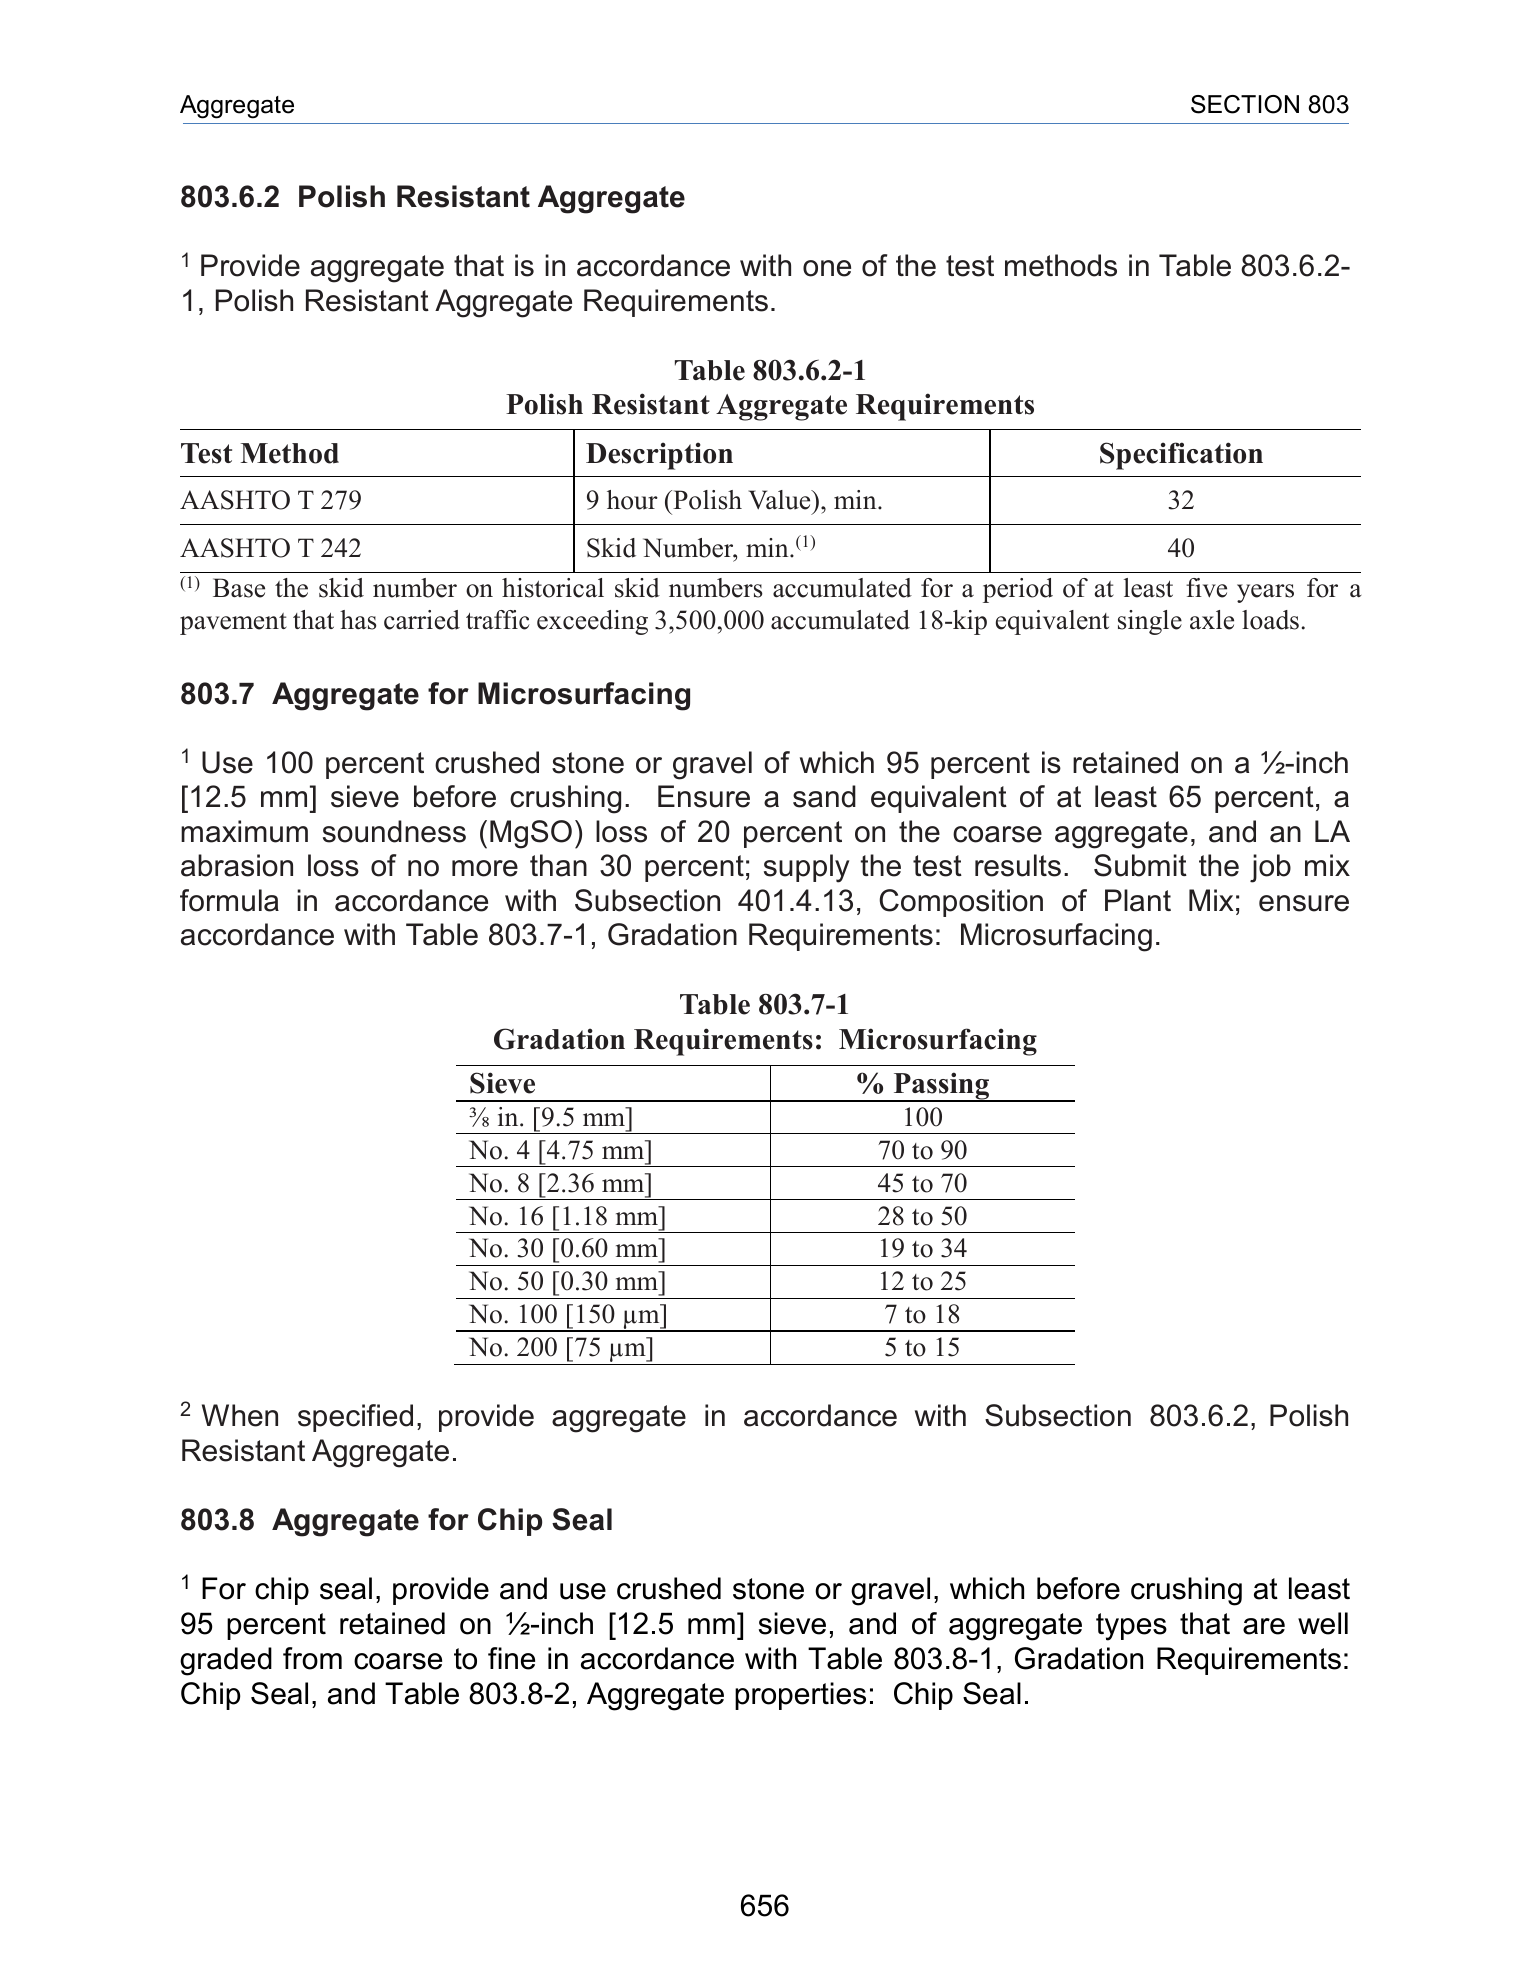 Aggregate SECTION 803
803.6.2 Polish Resistant Aggregate
1 Provide aggregate that is in accordance with one of the test methods in Table 803.6.2-
1, Polish Resistant Aggregate Requirements.
Table 803.6.2-1
Polish Resistant Aggregate Requirements
Test Method Description Specification
AASHTO T 279 9 hour (Polish Value), min. 32
AASHTO T 242 Skid Number, min.(1) 40
(1) Base the skid number on historical skid numbers accumulated for a period of at least five years for a
pavement that has carried traffic exceeding 3,500,000 accumulated 18-kip equivalent single axle loads.
803.7 Aggregate for Microsurfacing
1 Use 100 percent crushed stone or gravel of which 95 percent is retained on a ½-inch
[12.5 mm] sieve before crushing. Ensure a sand equivalent of at least 65 percent, a
maximum soundness (MgSO) loss of 20 percent on the coarse aggregate, and an LA
abrasion loss of no more than 30 percent; supply the test results. Submit the job mix
formula in accordance with Subsection 401.4.13, Composition of Plant Mix; ensure
accordance with Table 803.7-1, Gradation Requirements: Microsurfacing.
Table 803.7-1
Gradation Requirements: Microsurfacing
Sieve % Passing
⅜ in. [9.5 mm] 100
No. 4 [4.75 mm] 70 to 90
No. 8 [2.36 mm] 45 to 70
No. 16 [1.18 mm] 28 to 50
No. 30 [0.60 mm] 19 to 34
No. 50 [0.30 mm] 12 to 25
No. 100 [150 µm] 7 to 18
No. 200 [75 µm] 5 to 15
2 When specified, provide aggregate in accordance with Subsection 803.6.2, Polish
Resistant Aggregate.
803.8 Aggregate for Chip Seal
1 For chip seal, provide and use crushed stone or gravel, which before crushing at least
95 percent retained on ½-inch [12.5 mm] sieve, and of aggregate types that are well
graded from coarse to fine in accordance with Table 803.8-1, Gradation Requirements:
Chip Seal, and Table 803.8-2, Aggregate properties: Chip Seal.
656